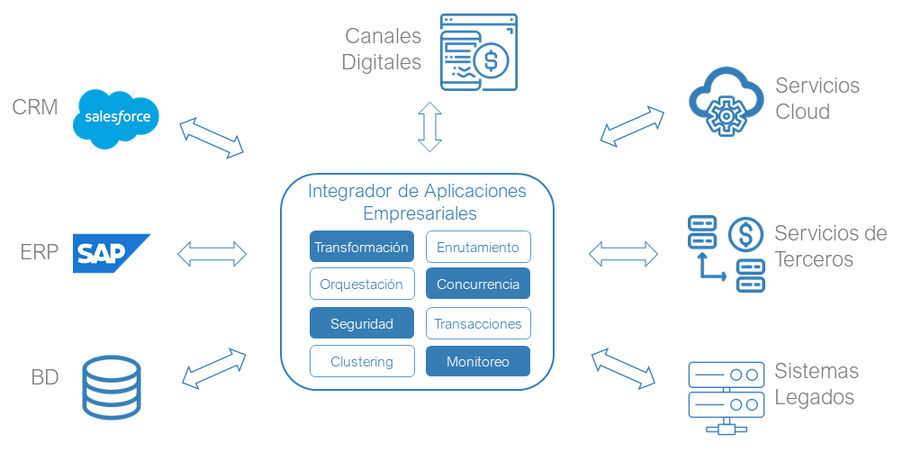 Canales
Digitales
CRM
salesforce
Servicios
Cloud
Integrador de Aplicaciones
Empresariales
Transformación
Enrutamiento
Orquestación
Concurrencia
Seguridad
Transacciones
Clustering
Monitoreo
ERP
SAP
Servicios de
Terceros
BD
Sistemas
Legados